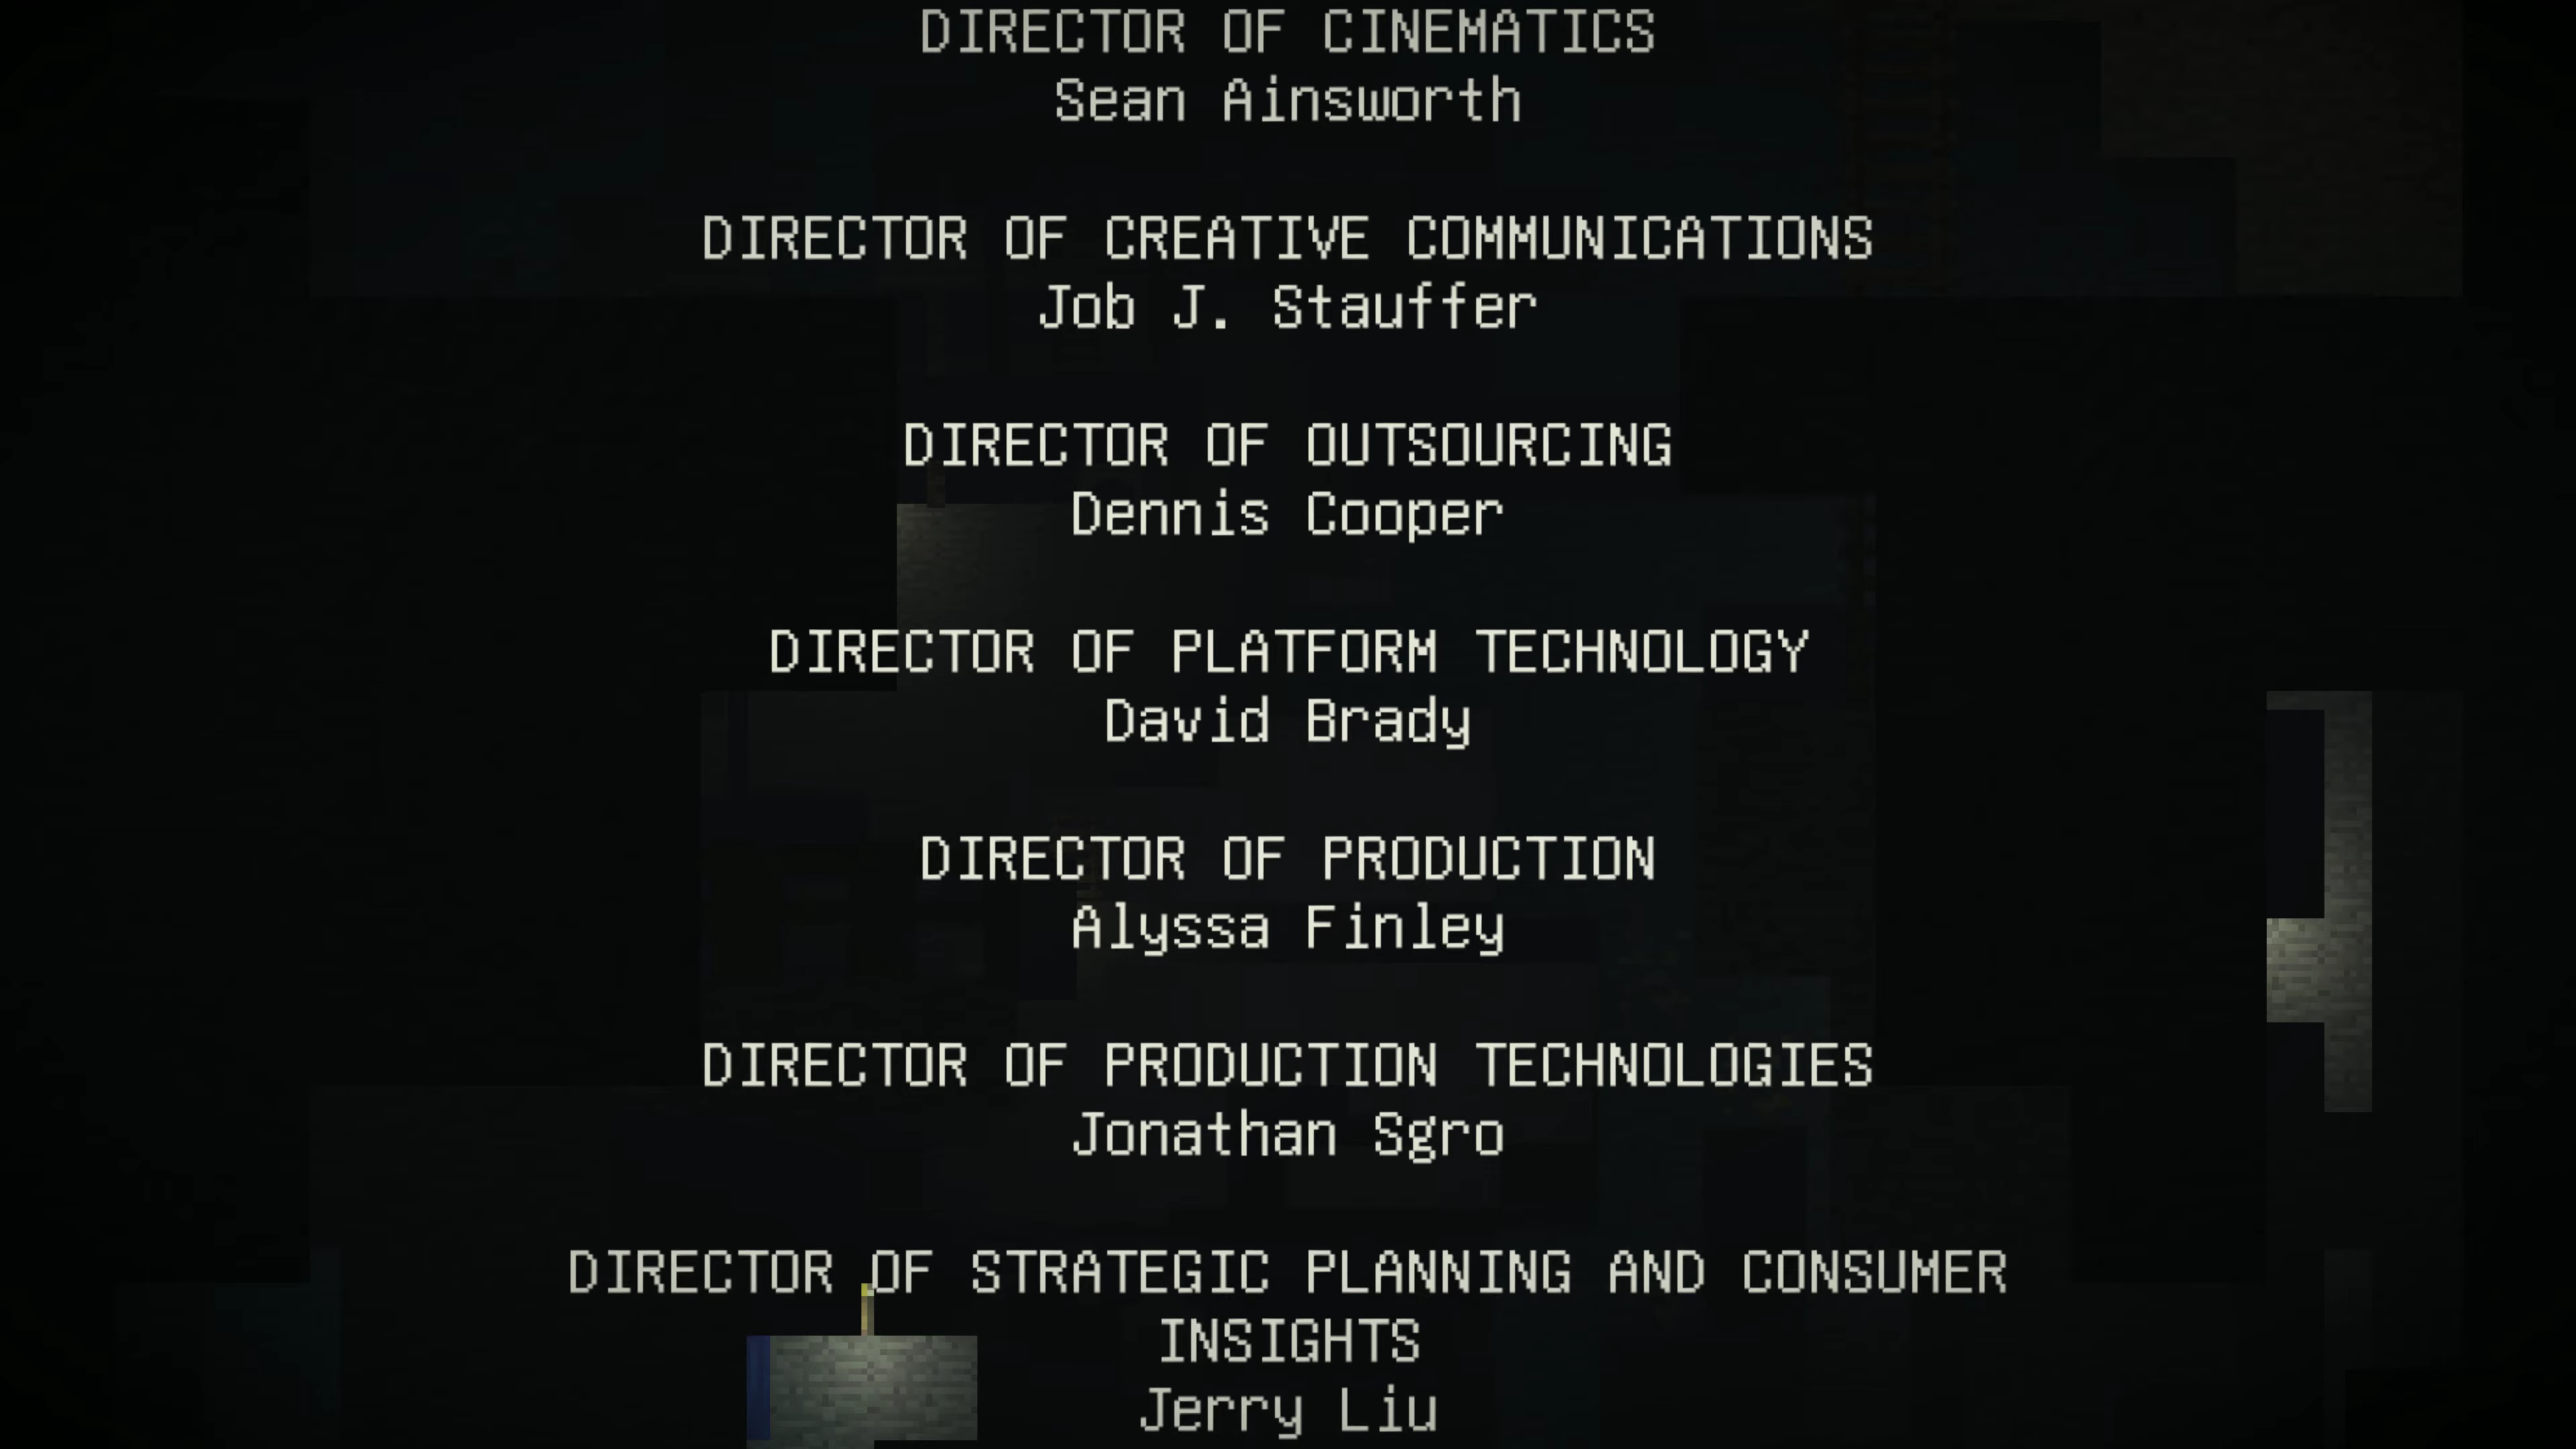 DIRECTOR OF CINEMATICS
Sean Ainsworth
DIRECTOR OF CREATIVE COMMUNICATIONS
Job J. Stauffer
DIRECTOR OF OUTSOURCING
Dennis Cooper
DIRECTOR OF PLATFORM TECHNOLOGY
David Brady
DIRECTOR OF PRODUCTION
Alyssa Finley
DIRECTOR OF PRODUCTION TECHNOLOGIES
Jonathan Sgro
DIRECTOR OF STRATEGIC PLANNING AND CONSUMER
INSIGHTS
Jerry Liu